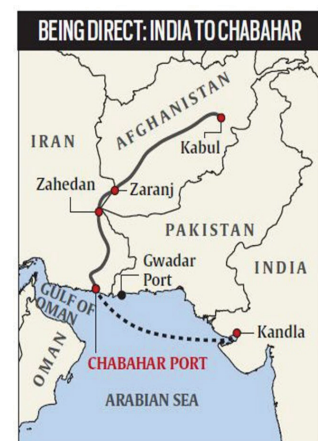 BEING DIRECT: INDIA TO CHABAHAR
AFGHANISTAN
IRAN
Kabul
Zahedan
Zaranj
PAKISTAN
Gwadar
Port
INDIA
GULF OF
OMAN
Kandla
OMAN
CHABAHAR PORT
ARABIAN SEA